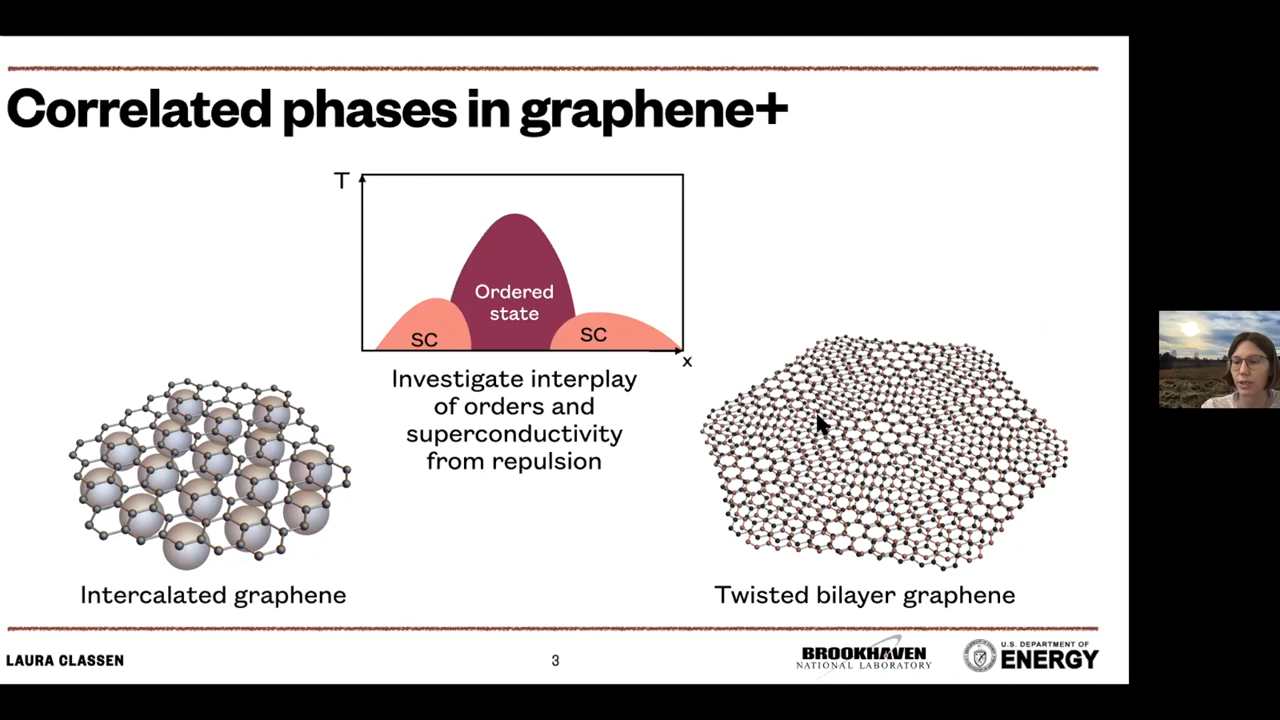 Correlated phases in graphene+
T
Ordered
state
SC
SC
x
Investigate interplay
of orders and
superconductivity
from repulsion
Intercalated graphene
Twisted bilayer graphene
LAURA CLASSEN
3
BROOKHAVEN
NATIONAL LABORATORY
U.S. DEPARTMENT OF
ENERGY